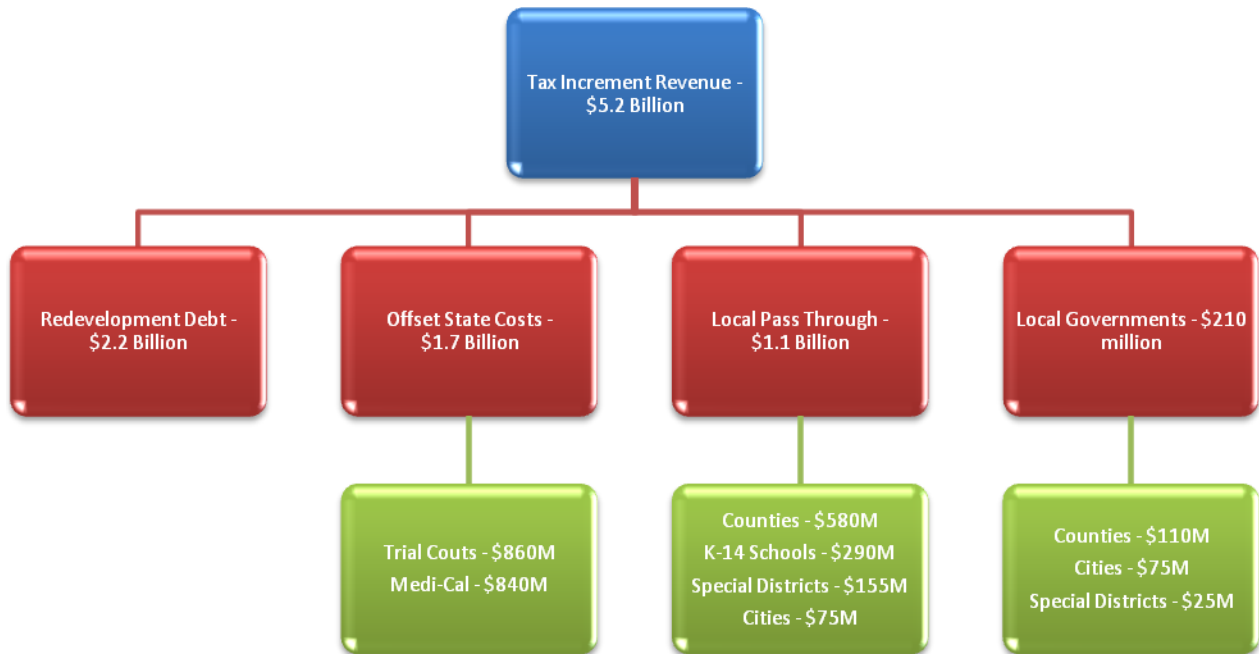 Tax Increment Revenue -
$5.2 Billion
Redevelopment Debt -
$2.2 Billion
Offset State Costs -
$1.7 Billion
Local Pass Through -
$1.1 Billion
Local Governments - $210
million
Trial Couts - $860M
Medi-Cal - $840M
Counties - $580M
K-14 Schools - $290M
Special Districts - $155M
Cities - $75M
Counties - $110M
Cities - $75M
Special Districts - $25M